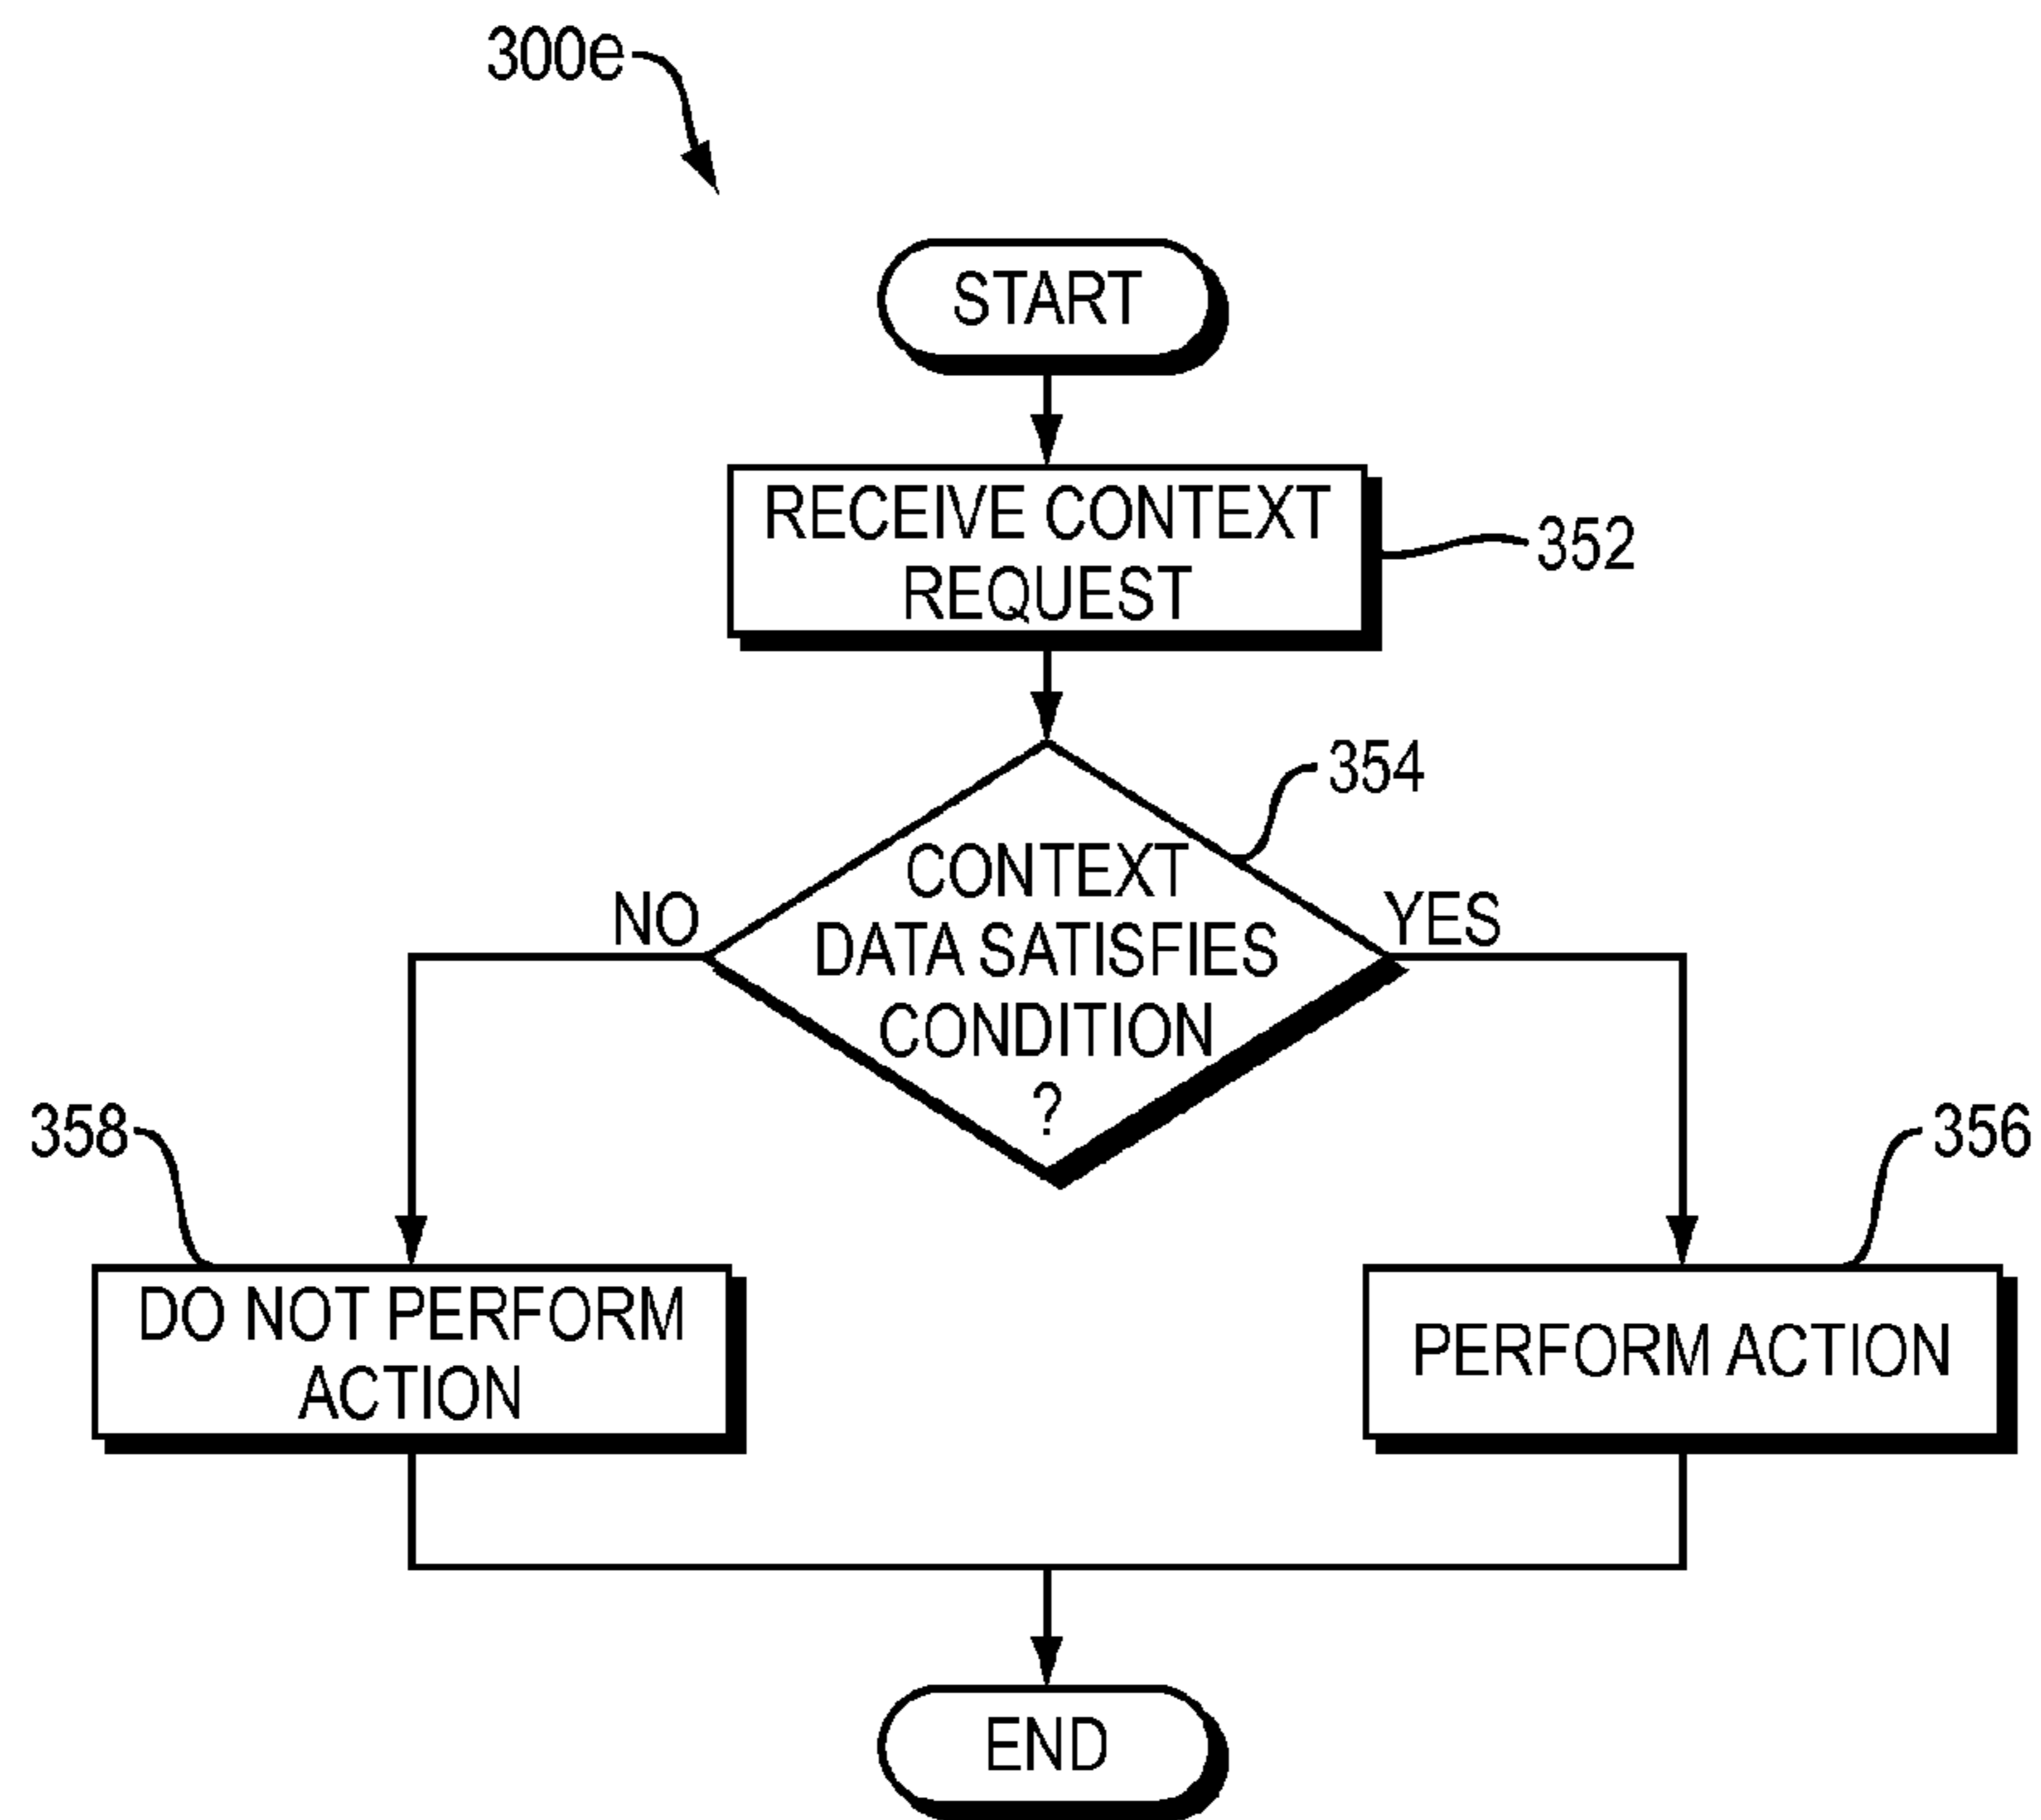 300e
START
RECEIVE CONTEXT
REQUEST
352
354
CONTEXT
DATA SATISFIES
CONDITION
?
NO
YES
358
356
DO NOT PERFORM
ACTION
PERFORM ACTION
END